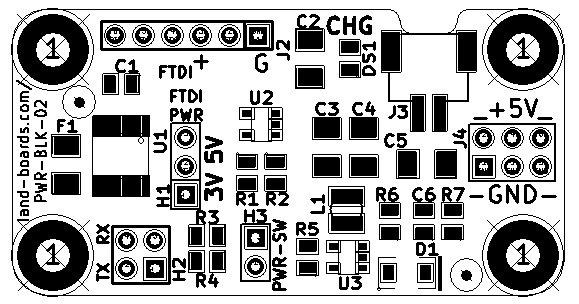 C2
CHG
J2
DS1
1
1
G
FTDI
+
C1
FTDI
PWR
U2
J3
_+5V_
land-boards.com/
PWR-BLK-02
F1
U1
3V 5V
C3
C4
C5
J4
H1
R1
R2
L1
R6
C6
R7
-GND-
RX
TX
H2
R3
R4
H3
PWR-SW
R5
U3
D1
1
1